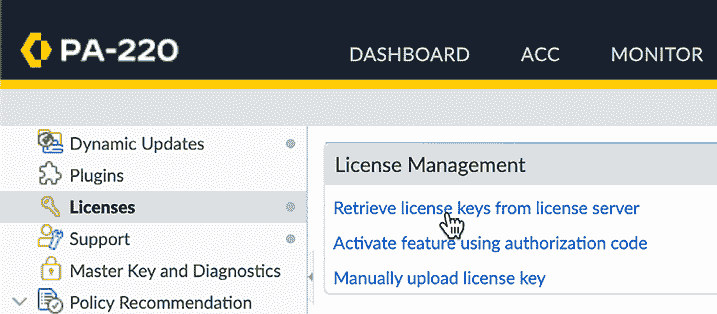 PA-220
DASHBOARD ACC MONITOR
Dynamic Updates
Plugins
Licenses
Support
Master Key and Diagnostics
Policy Recommendation
License Management
Retrieve license keys from license server
Activate feature using authorization code
Manually upload license key